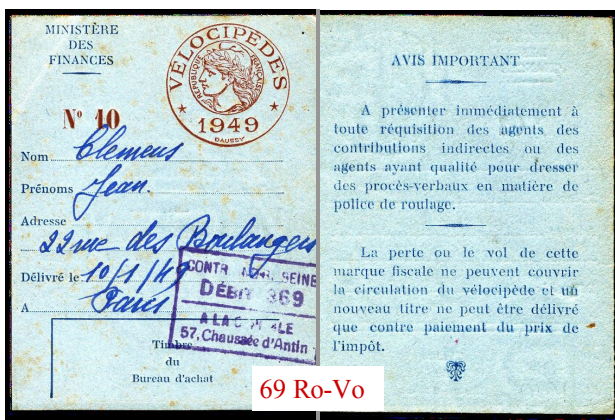 MINISTÈRE
DES
FINANCES
VÉLOCIPÈDES
RÉPUBLIQUE FRANÇAISE
1949
DAUSSY
N° 10
Nom Clemens
Prénoms Jean
Adresse
22 rue des Boulangers
Délivré le 10/1/49
A Paris
CONTR SEINE
DÉBIT 369
A LA
57, Chaussée d'Antin
Timbre
du
Bureau d'achat
AVIS IMPORTANT
A présenter immédiatement à
toute réquisition des agents des
contributions indirectes ou des
agents ayant qualité pour dresser
des procès-verbaux en matière de
police de roulage.
La perte ou le vol de cette
marque fiscale ne peuvent couvrir
la circulation du vélocipède et un
nouveau titre ne peut être délivré
que contre paiement du prix de
l'impôt.
69 Ro-Vo